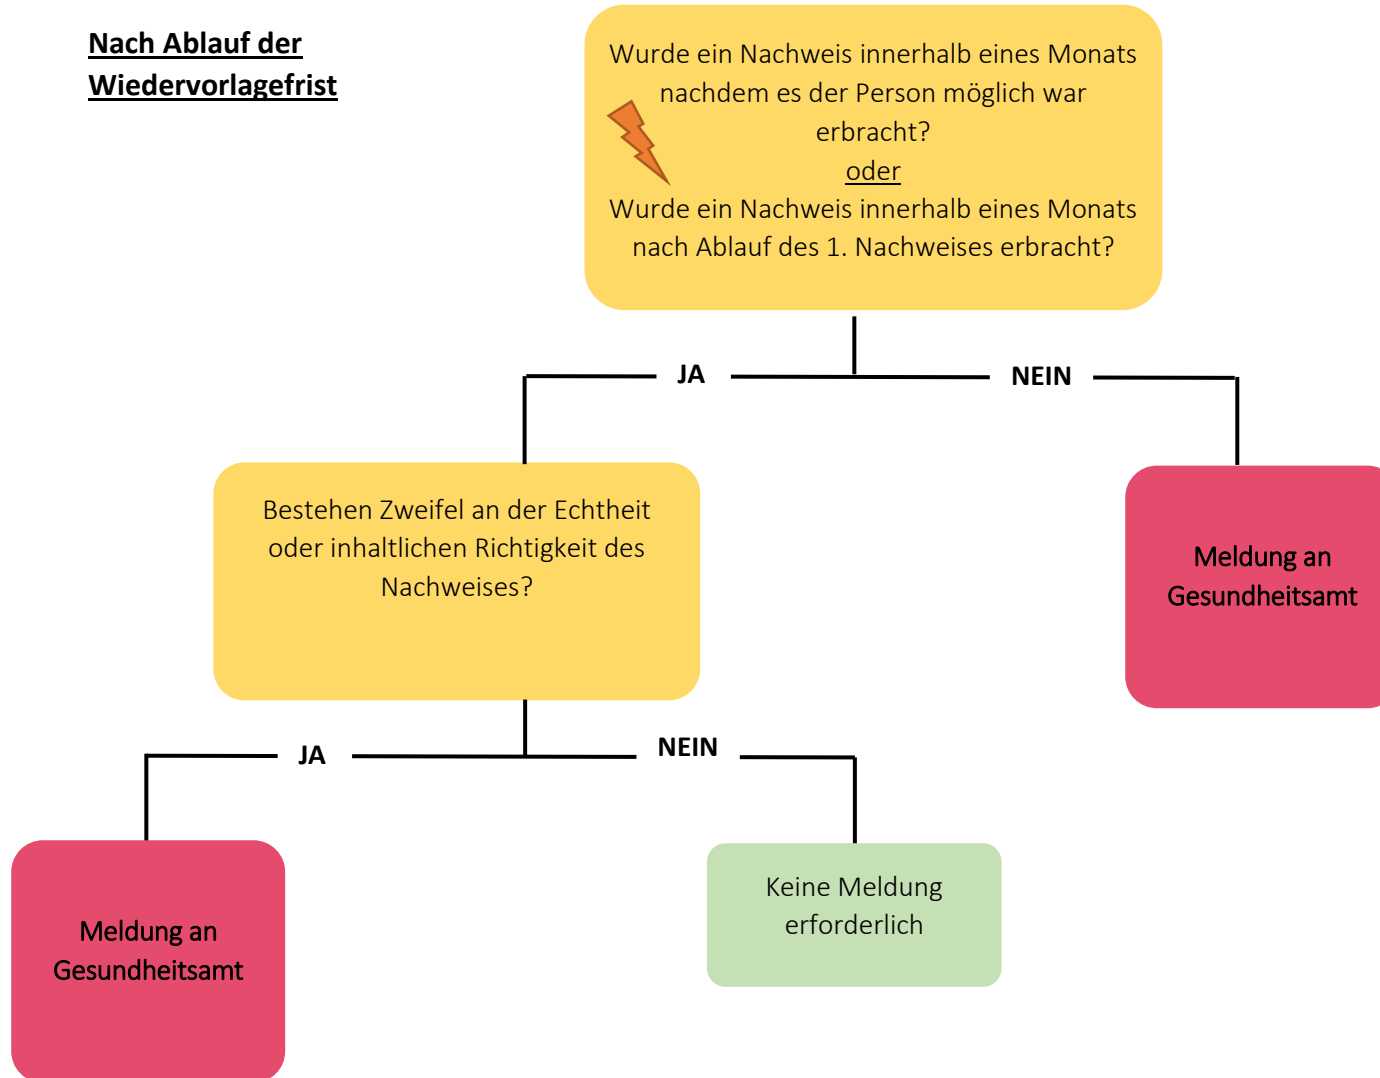 Nach Ablauf der
Wiedervorlagefrist
Wurde ein Nachweis innerhalb eines Monats
nachdem es der Person möglich war
erbracht?
oder
Wurde ein Nachweis innerhalb eines Monats
nach Ablauf des 1. Nachweises erbracht?
JA
NEIN
Bestehen Zweifel an der Echtheit
oder inhaltlichen Richtigkeit des
Nachweises?
Meldung an
Gesundheitsamt
JA
NEIN
Meldung an
Gesundheitsamt
Keine Meldung
erforderlich